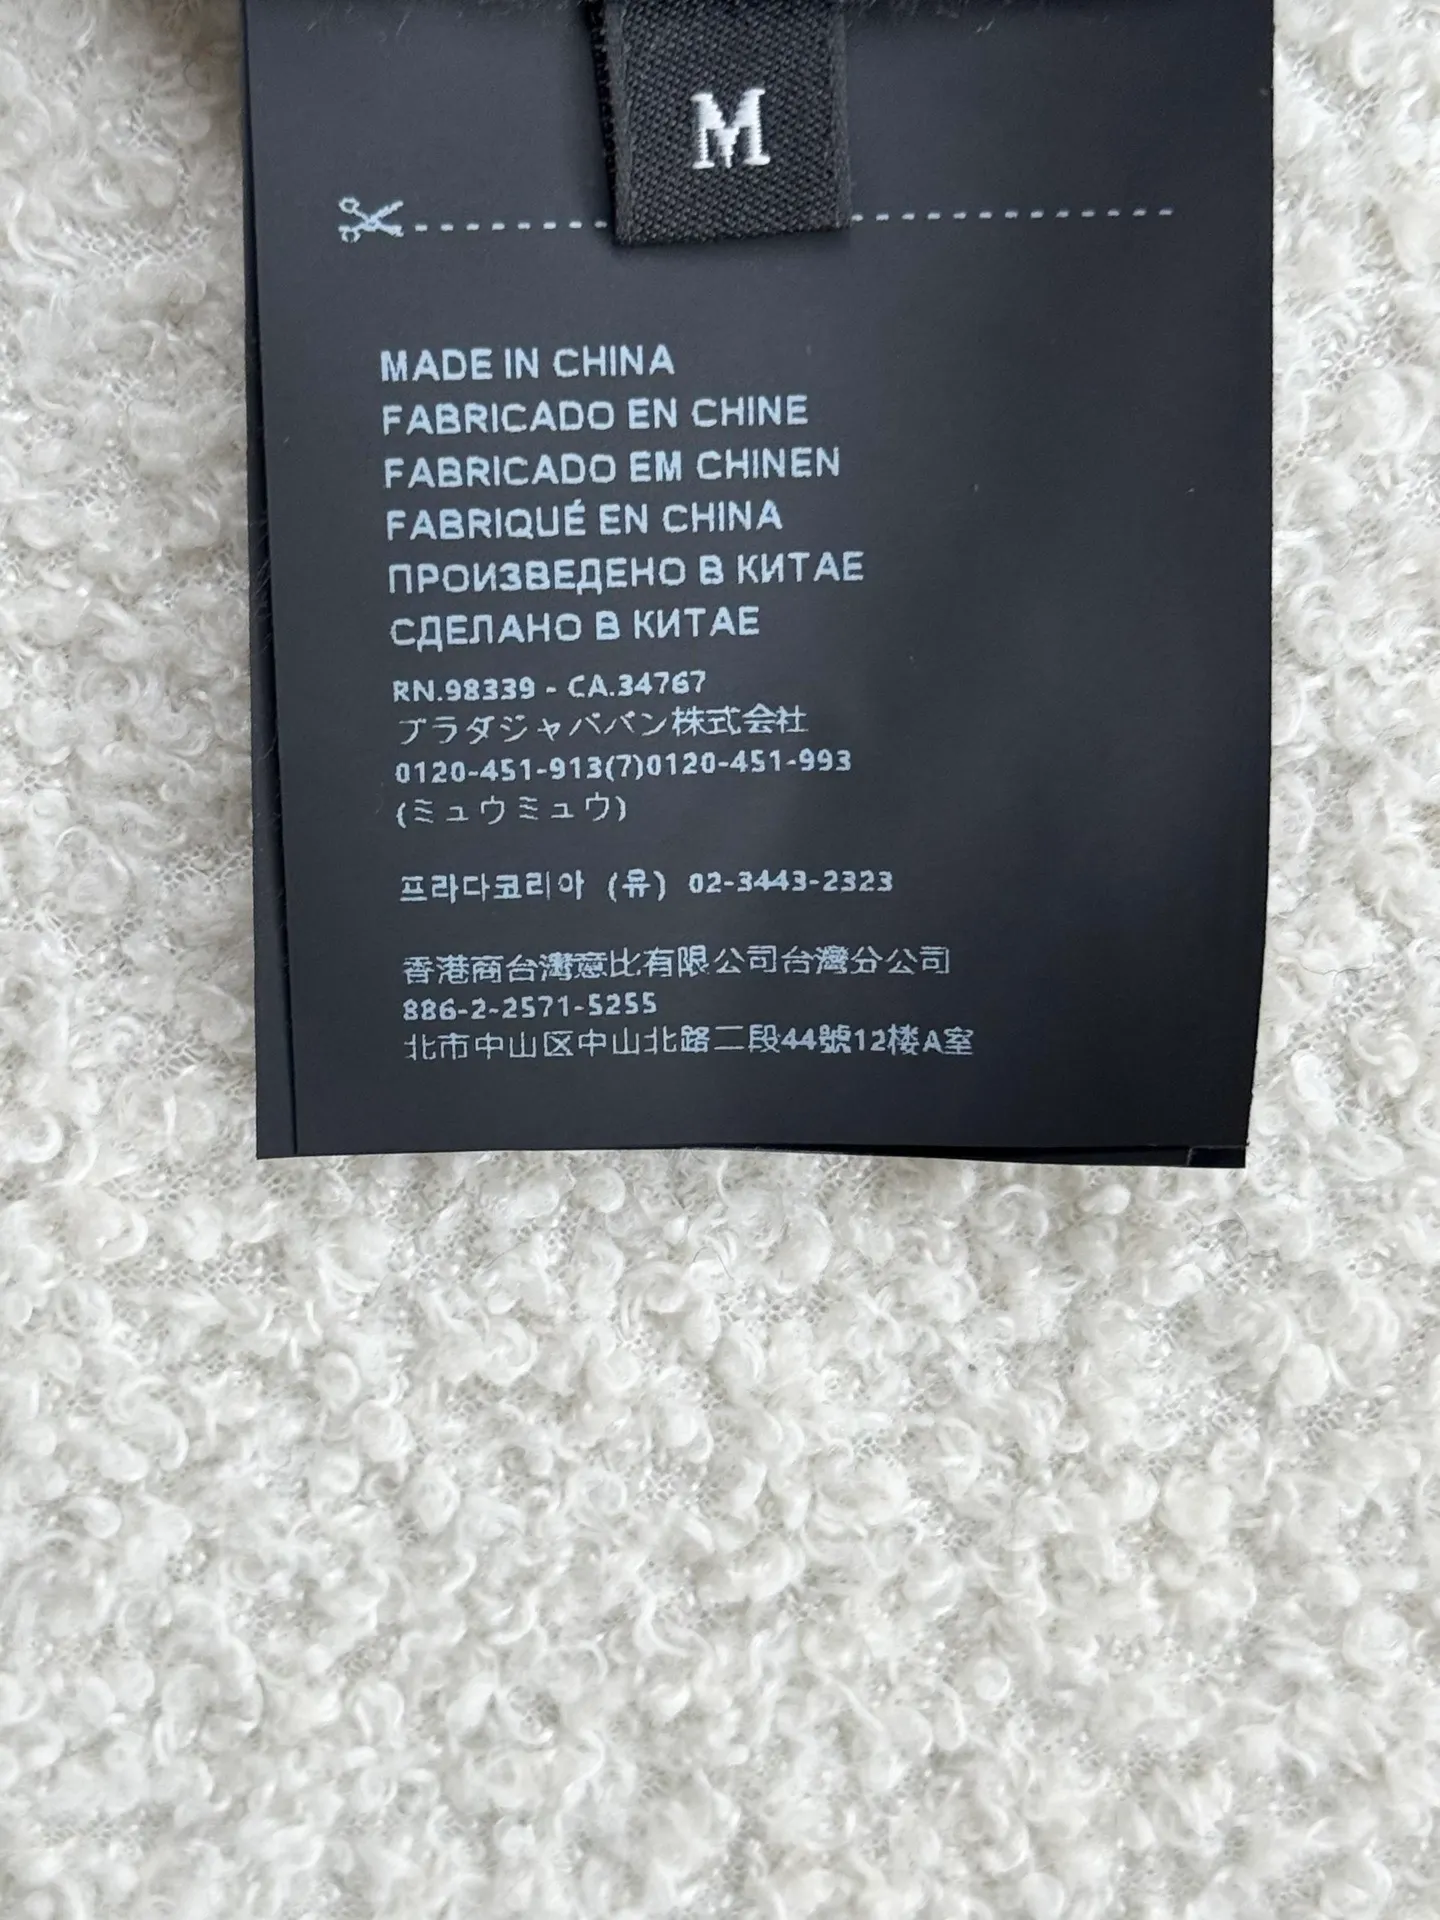 M
MADE IN CHINA
FABRICADO EN CHINE
FABRICADO EM CHINEN
FABRIQUÉ EN CHINA
ПРОИЗВЕДЕНО В КИТАЕ
СДЕЛАНО В КИТАЕ
RN.98339 - CA.34767
プラダジャババン株式会社
0120-451-913(7)0120-451-993
(ミュウミュウ)
프라다코리아 (유) 02-3443-2323
香港商台灣意比有限公司台灣分公司
886-2-2571-5255
北市中山区中山北路二段44號12楼A室